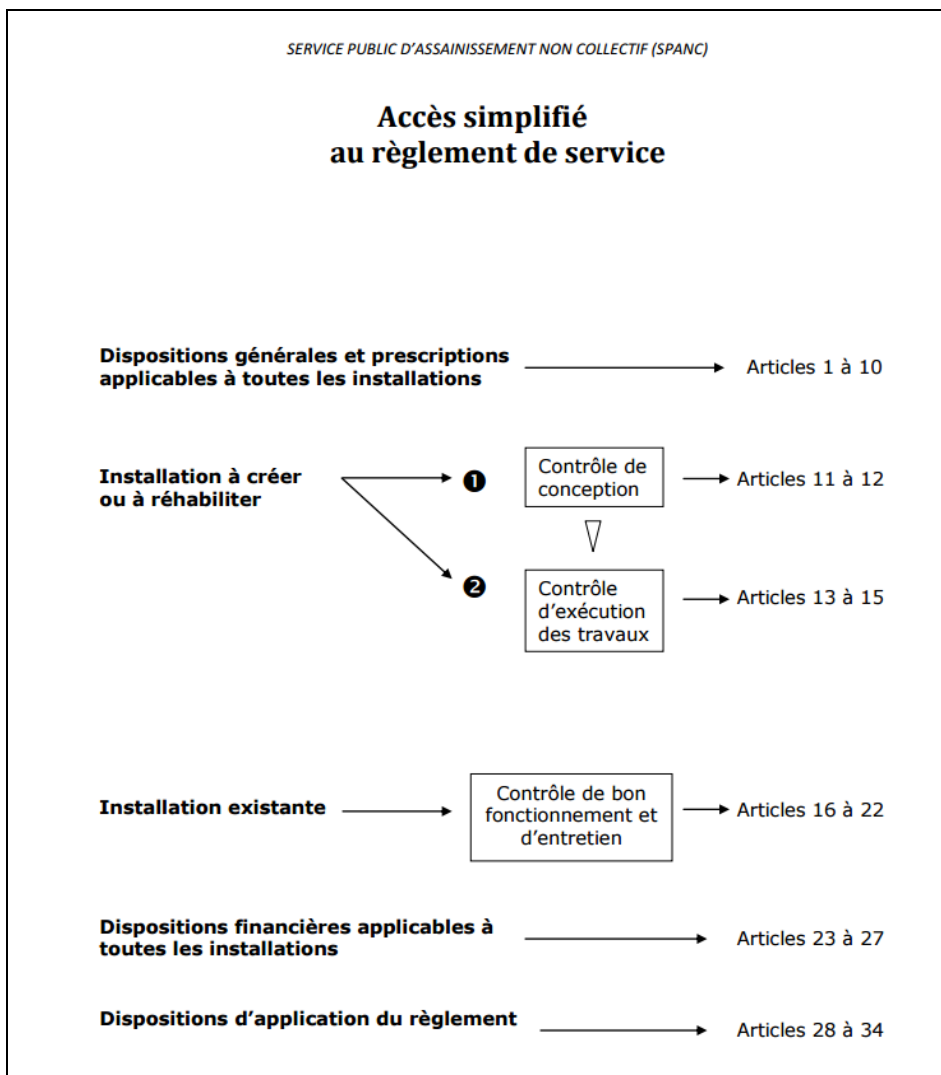 SERVICE PUBLIC D'ASSAINISSEMENT NON COLLECTIF (SPANC)
Accès simplifié
au règlement de service
Dispositions générales et prescriptions
applicables à toutes les installations
Articles 1 à 10
Installation à créer
ou à réhabiliter
❶
Contrôle de
conception
Articles 11 à 12
❷
Contrôle
d'exécution
des travaux
Articles 13 à 15
Installation existante
Contrôle de bon
fonctionnement et
d'entretien
Articles 16 à 22
Dispositions financières applicables à
toutes les installations
Articles 23 à 27
Dispositions d'application du règlement
Articles 28 à 34